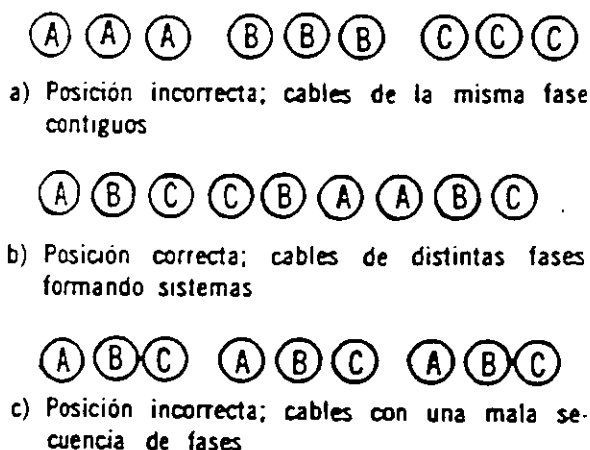 A A A B B B C C C
a) Posición incorrecta; cables de la misma fase
contiguos
A B C C B A A B C
b) Posición correcta; cables de distintas fases
formando sistemas
A B C A B C A B C
c) Posición incorrecta; cables con una mala se-
cuencia de fases